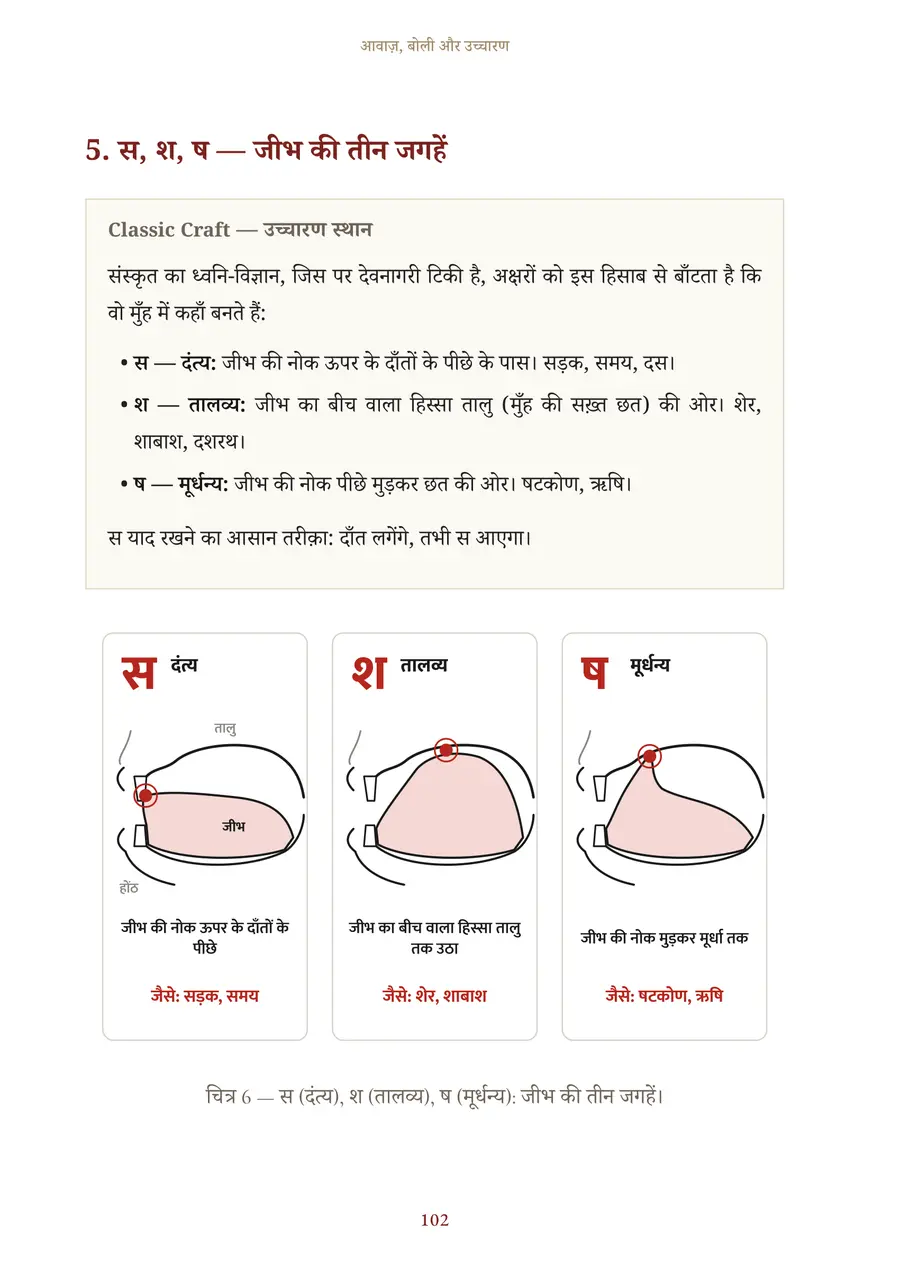 आवाज़, बोली और उच्चारण
5. स, श, ष — जीभ की तीन जगहें
Classic Craft — उच्चारण स्थान
संस्कृत का ध्वनि-विज्ञान, जिस पर देवनागरी टिकी है, अक्षरों को इस हिसाब से बाँटता है कि
वो मुँह में कहाँ बनते हैं:
• स — दंत्य: जीभ की नोक ऊपर के दाँतों के पीछे के पास। सड़क, समय, दस।
• श — तालव्य: जीभ का बीच वाला हिस्सा तालु (मुँह की सख़्त छत) की ओर। शेर,
शाबाश, दशरथ।
• ष — मूर्धन्य: जीभ की नोक पीछे मुड़कर छत की ओर। षटकोण, ऋषि।
स याद रखने का आसान तरीक़ा: दाँत लगेंगे, तभी स आएगा।
स दंत्य
तालु
जीभ
होंठ
जीभ की नोक ऊपर के दाँतों के
पीछे
जैसे: सड़क, समय
श तालव्य
जीभ का बीच वाला हिस्सा तालु
तक उठा
जैसे: शेर, शाबाश
ष मूर्धन्य
जीभ की नोक मुड़कर मूर्धा तक
जैसे: षटकोण, ऋषि
चित्र 6 — स (दंत्य), श (तालव्य), ष (मूर्धन्य): जीभ की तीन जगहें।
102